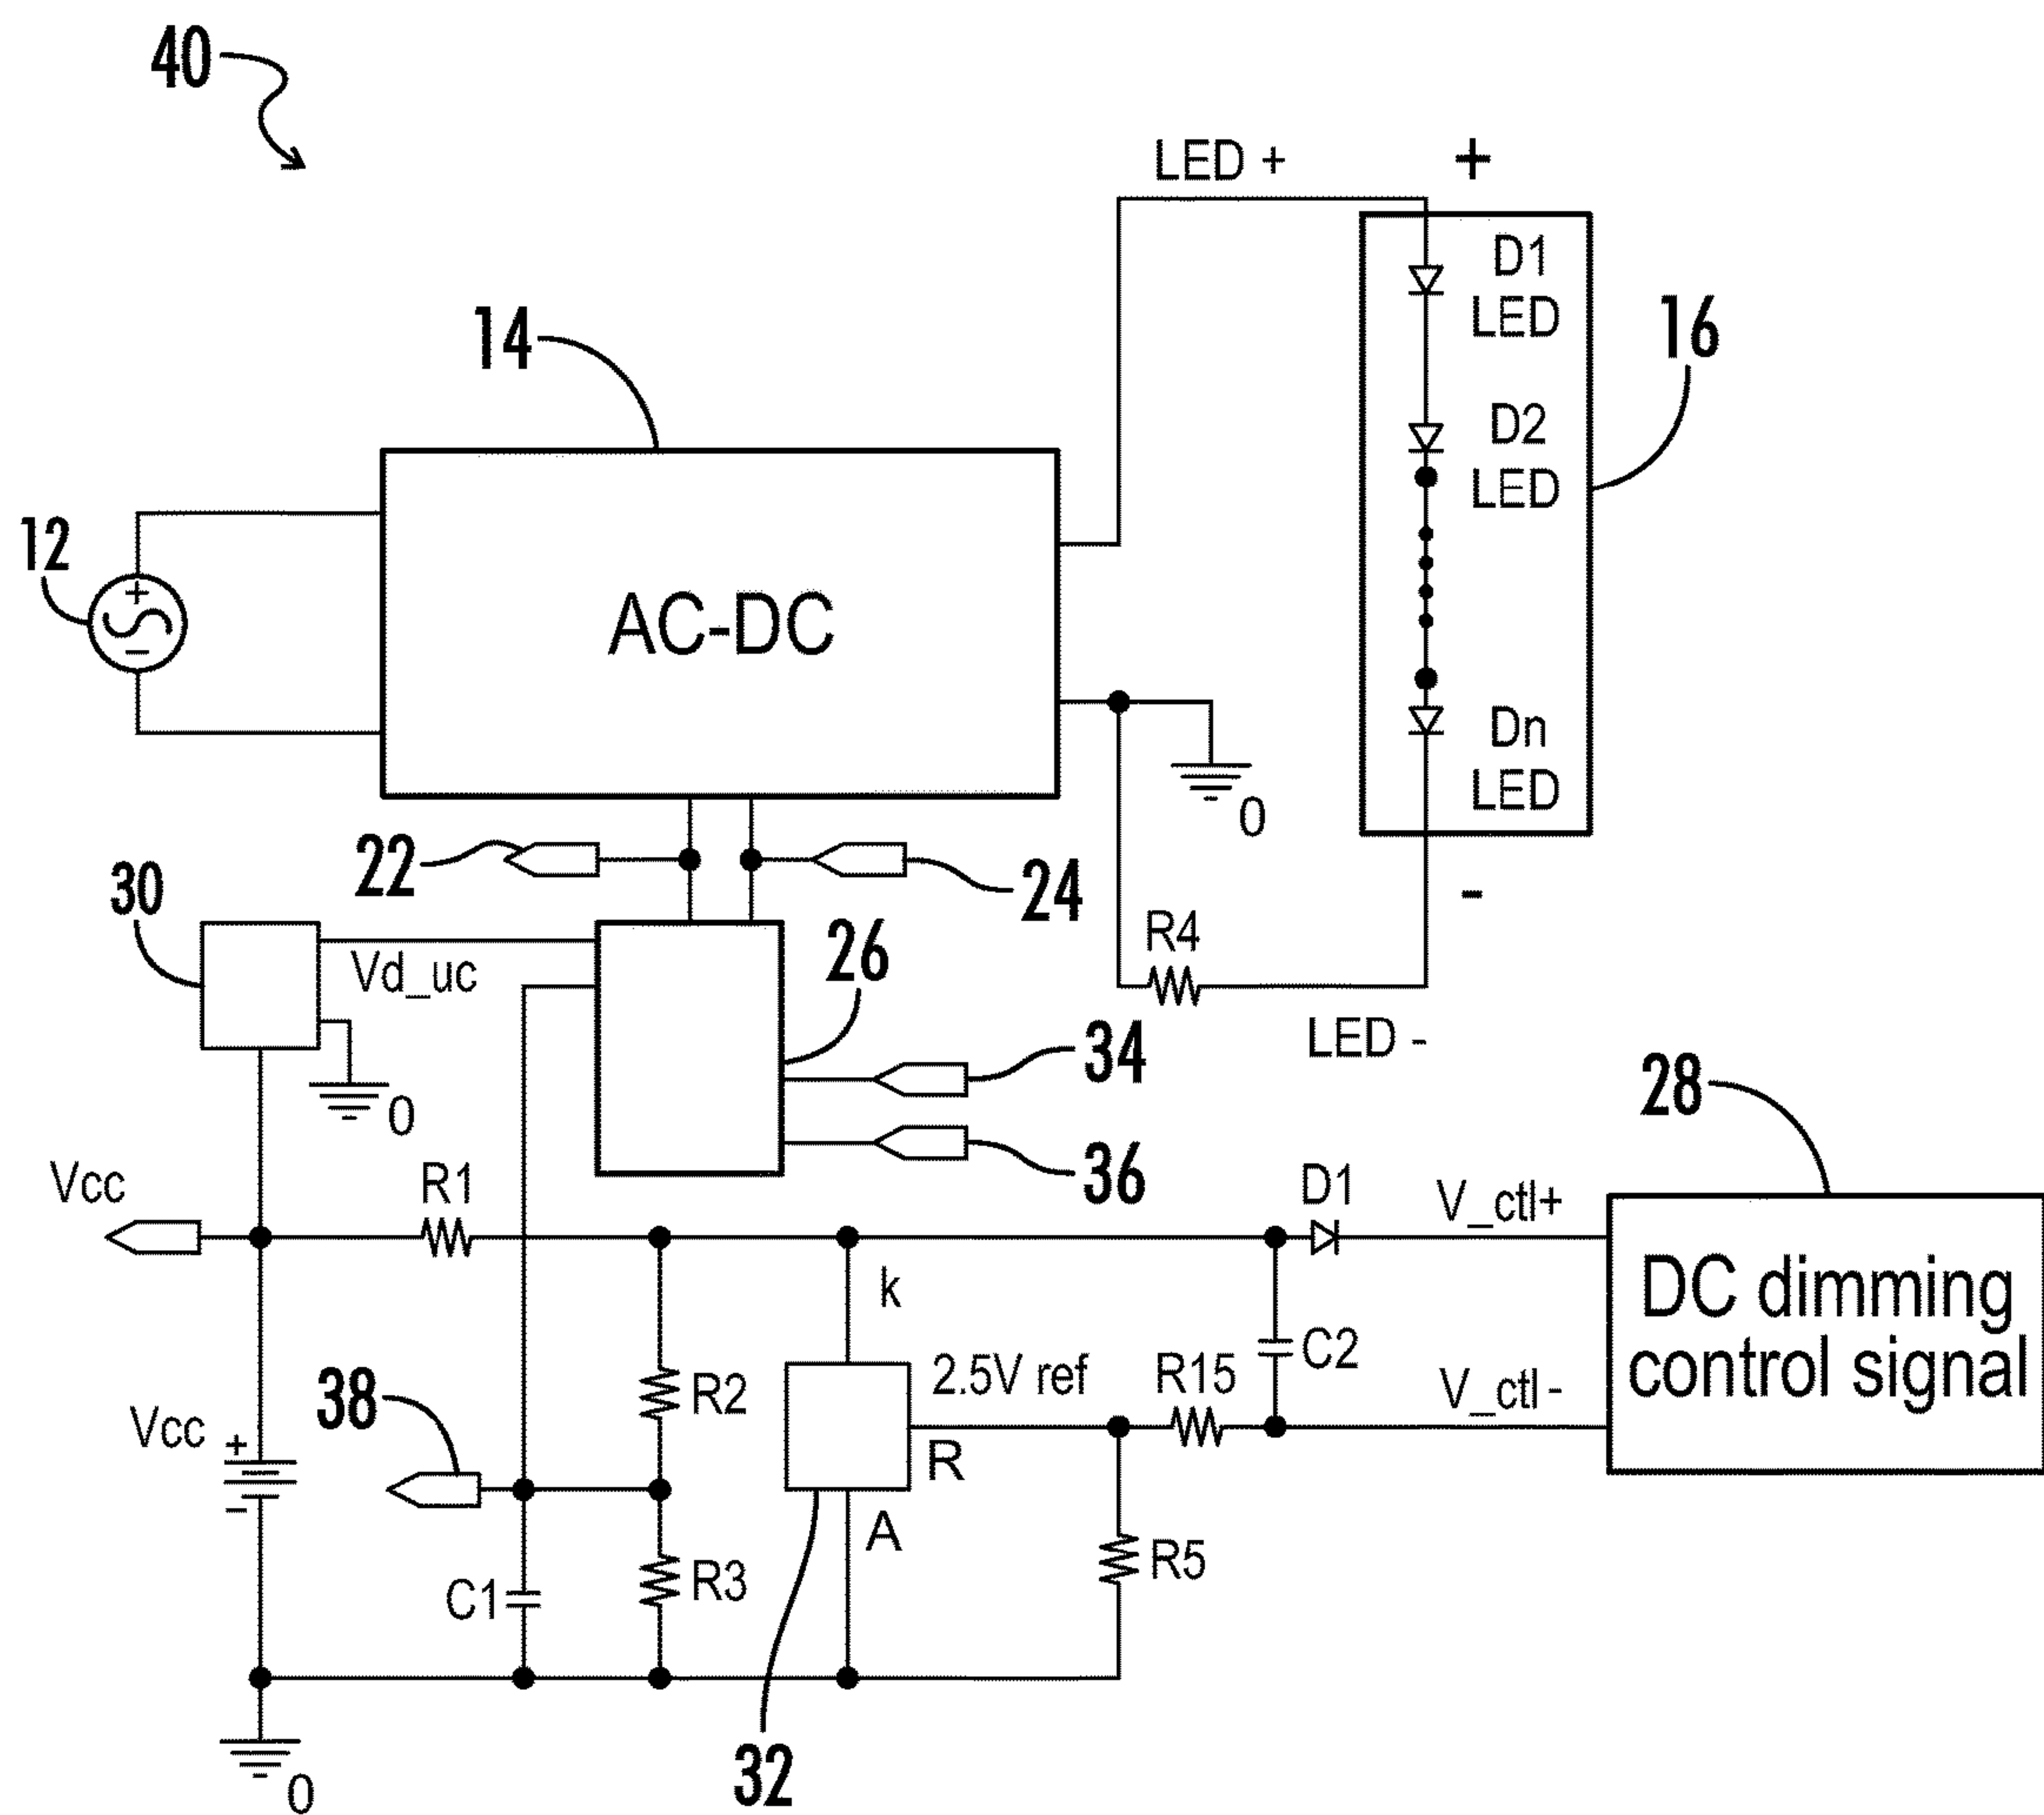 40
LED +
+
D1
LED
14
16
D2
LED
12
+
AC-DC
−
Dn
LED
0
22
24
30
-
R4
26
Vd_uc
LED -
34
28
0
36
Vcc
R1
D1
V_ctl+
k
DC dimming
control signal
C2
2.5V ref
R15
V_ctl -
38
R2
Vcc
+
R
−
A
R5
C1
R3
32
0